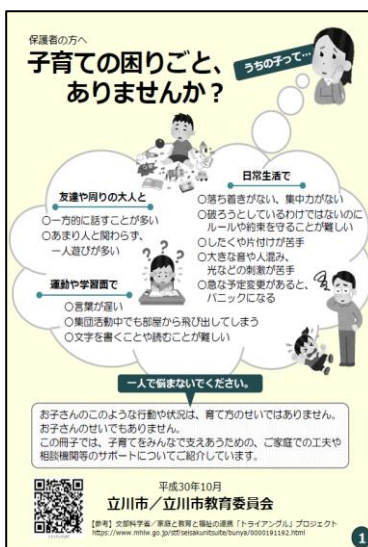 保護者の方へ
子育ての困りごと、
ありませんか？
うちの子って…
友達や周りの大人と
○一方的に話すことが多い
○あまり人と関わらず、
一人遊びが多い
日常生活で
○落ち着きがない、集中力がない
○破ろうとしているわけではないのに
ルールや約束を守ることが難しい
○したくや片付けが苦手
○大きな音や人混み、
光などの刺激が苦手
○急な予定変更があると、
パニックになる
運動や学習面で
○言葉が遅い
○集団活動中でも部屋から飛び出してしまう
○文字を書くことや読むことが難しい
一人で悩まないでください。
お子さんのこのような行動や状況は、育て方のせいではありません。
お子さんのせいでもありません。
この冊子では、子育てをみんなで支えあうための、ご家庭での工夫や
相談機関等のサポートについてご紹介しています。
平成30年10月
立川市／立川市教育委員会
【参考】文部科学省／家庭と教育と福祉の連携「トライアングル」プロジェクト
https://www.mhlw.go.jp/stf/seisakunitsuite/bunya/0000191192.html
1